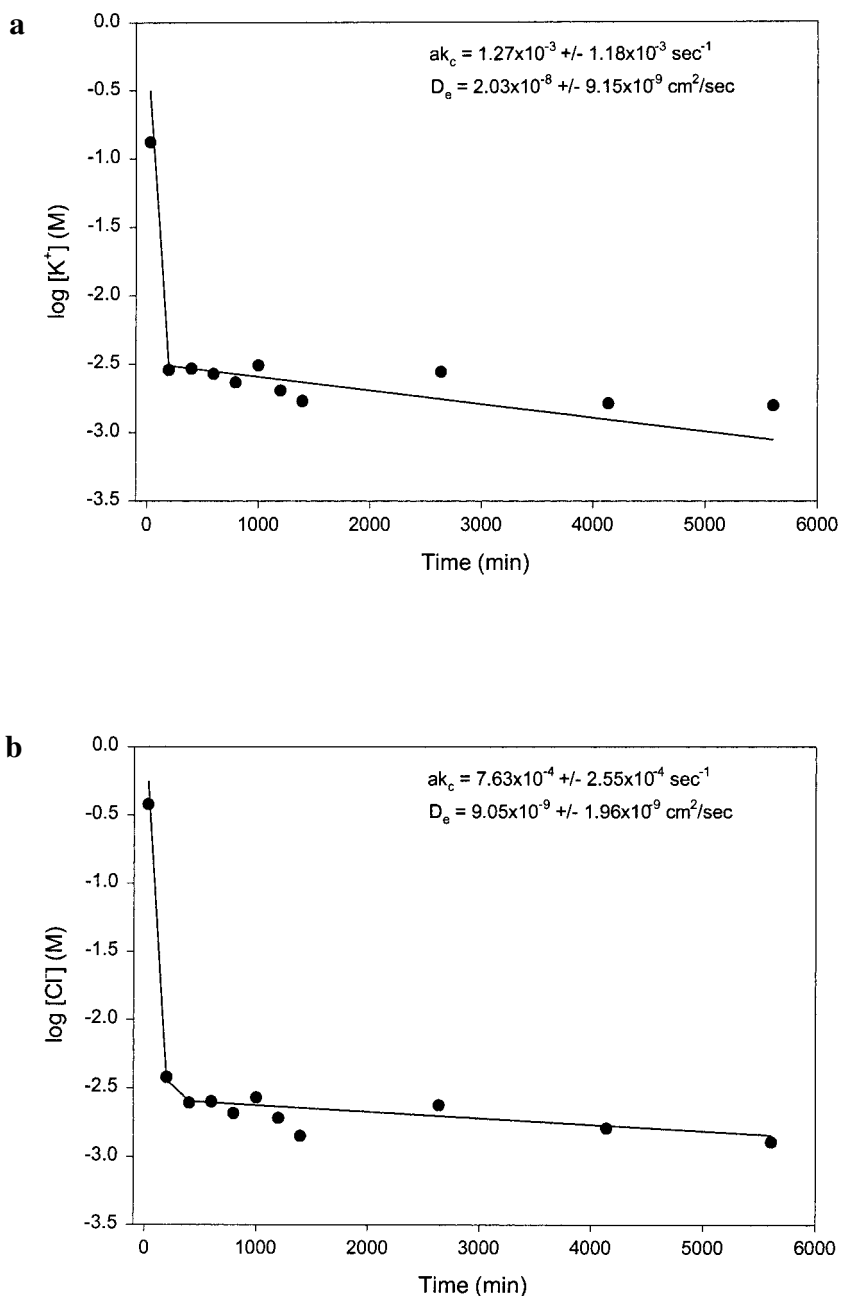 a
ak_c = 1.27x10^-3 +/- 1.18x10^-3 sec^-1
D_e = 2.03x10^-8 +/- 9.15x10^-9 cm^2/sec
log [K^+] (M)
0.0
-0.5
-1.0
-1.5
-2.0
-2.5
-3.0
-3.5
0 1000 2000 3000 4000 5000 6000
Time (min)
b
ak_c = 7.63x10^-4 +/- 2.55x10^-4 sec^-1
D_e = 9.05x10^-9 +/- 1.96x10^-9 cm^2/sec
log [Cl^-] (M)
0.0
-0.5
-1.0
-1.5
-2.0
-2.5
-3.0
-3.5
0 1000 2000 3000 4000 5000 6000
Time (min)